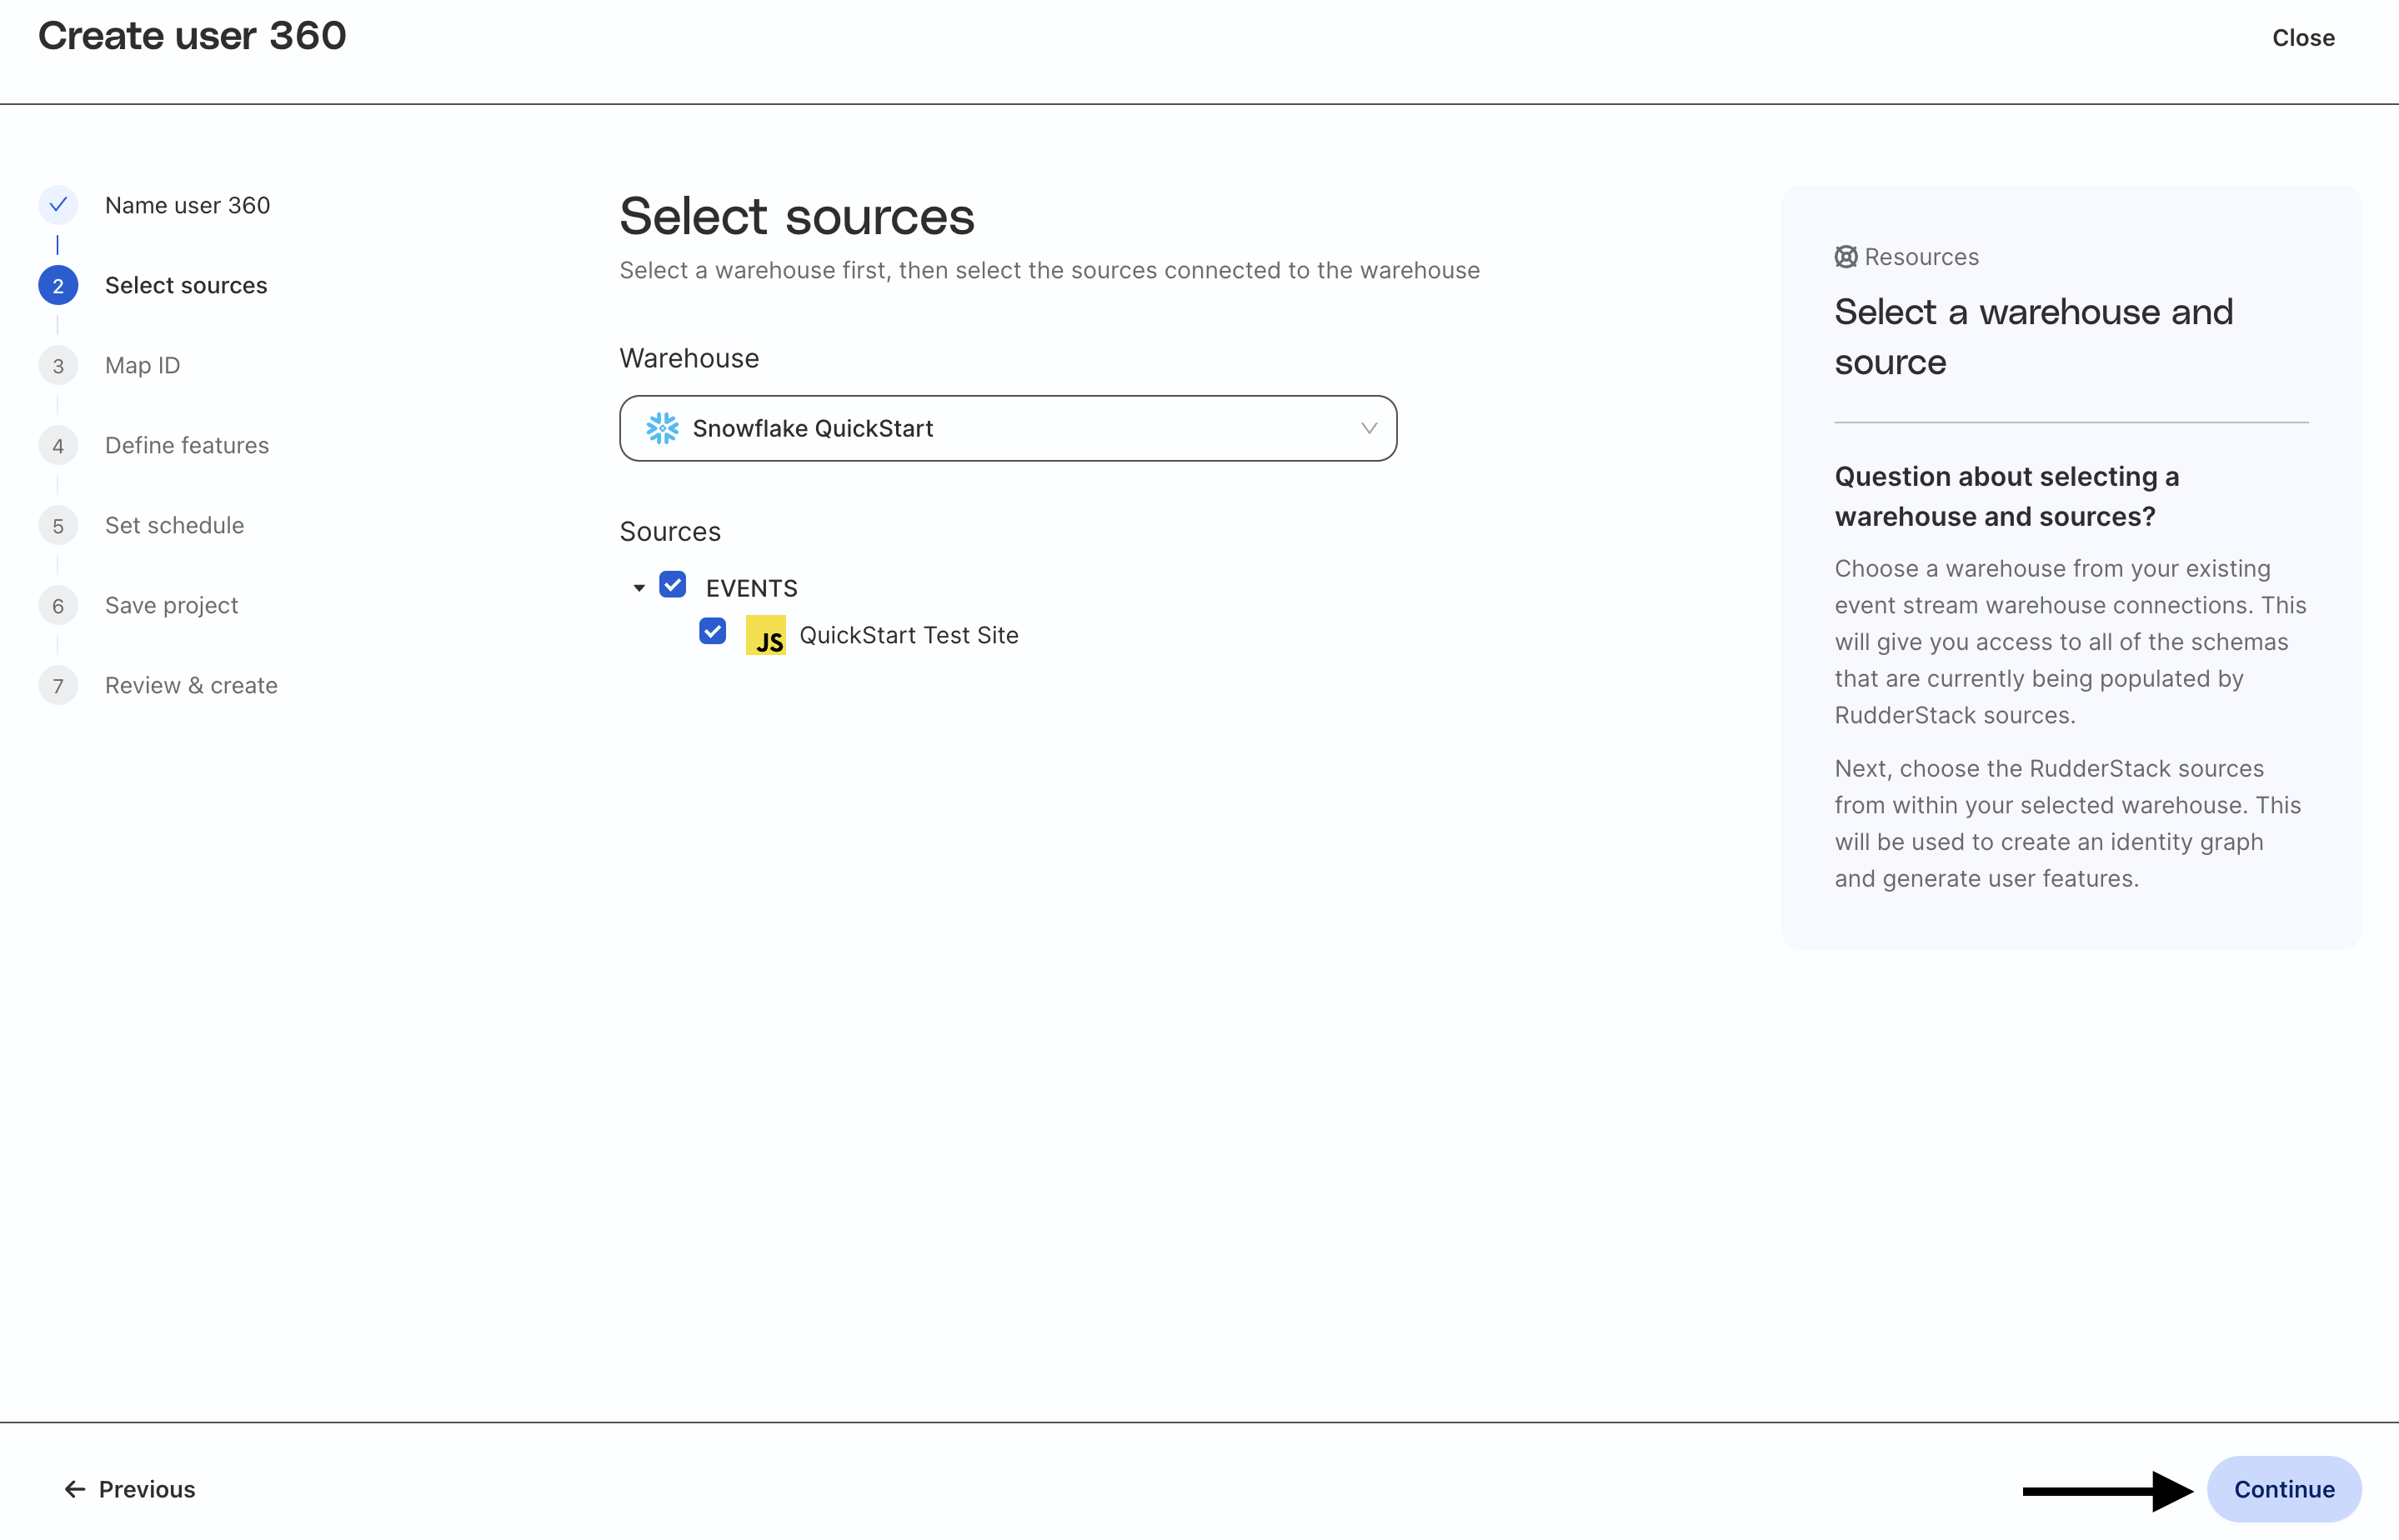 Create user 360
Close
Name user 360
2
Select sources
3
Map ID
4
Define features
5
Set schedule
6
Save project
7
Review & create
Select sources
Select a warehouse first, then select the sources connected to the warehouse
Warehouse
Snowflake QuickStart
Sources
EVENTS
JS
QuickStart Test Site
Resources
Select a warehouse and
source
Question about selecting a
warehouse and sources?
Choose a warehouse from your existing
event stream warehouse connections. This
will give you access to all of the schemas
that are currently being populated by
RudderStack sources.
Next, choose the RudderStack sources
from within your selected warehouse. This
will be used to create an identity graph
and generate user features.
Previous
Continue